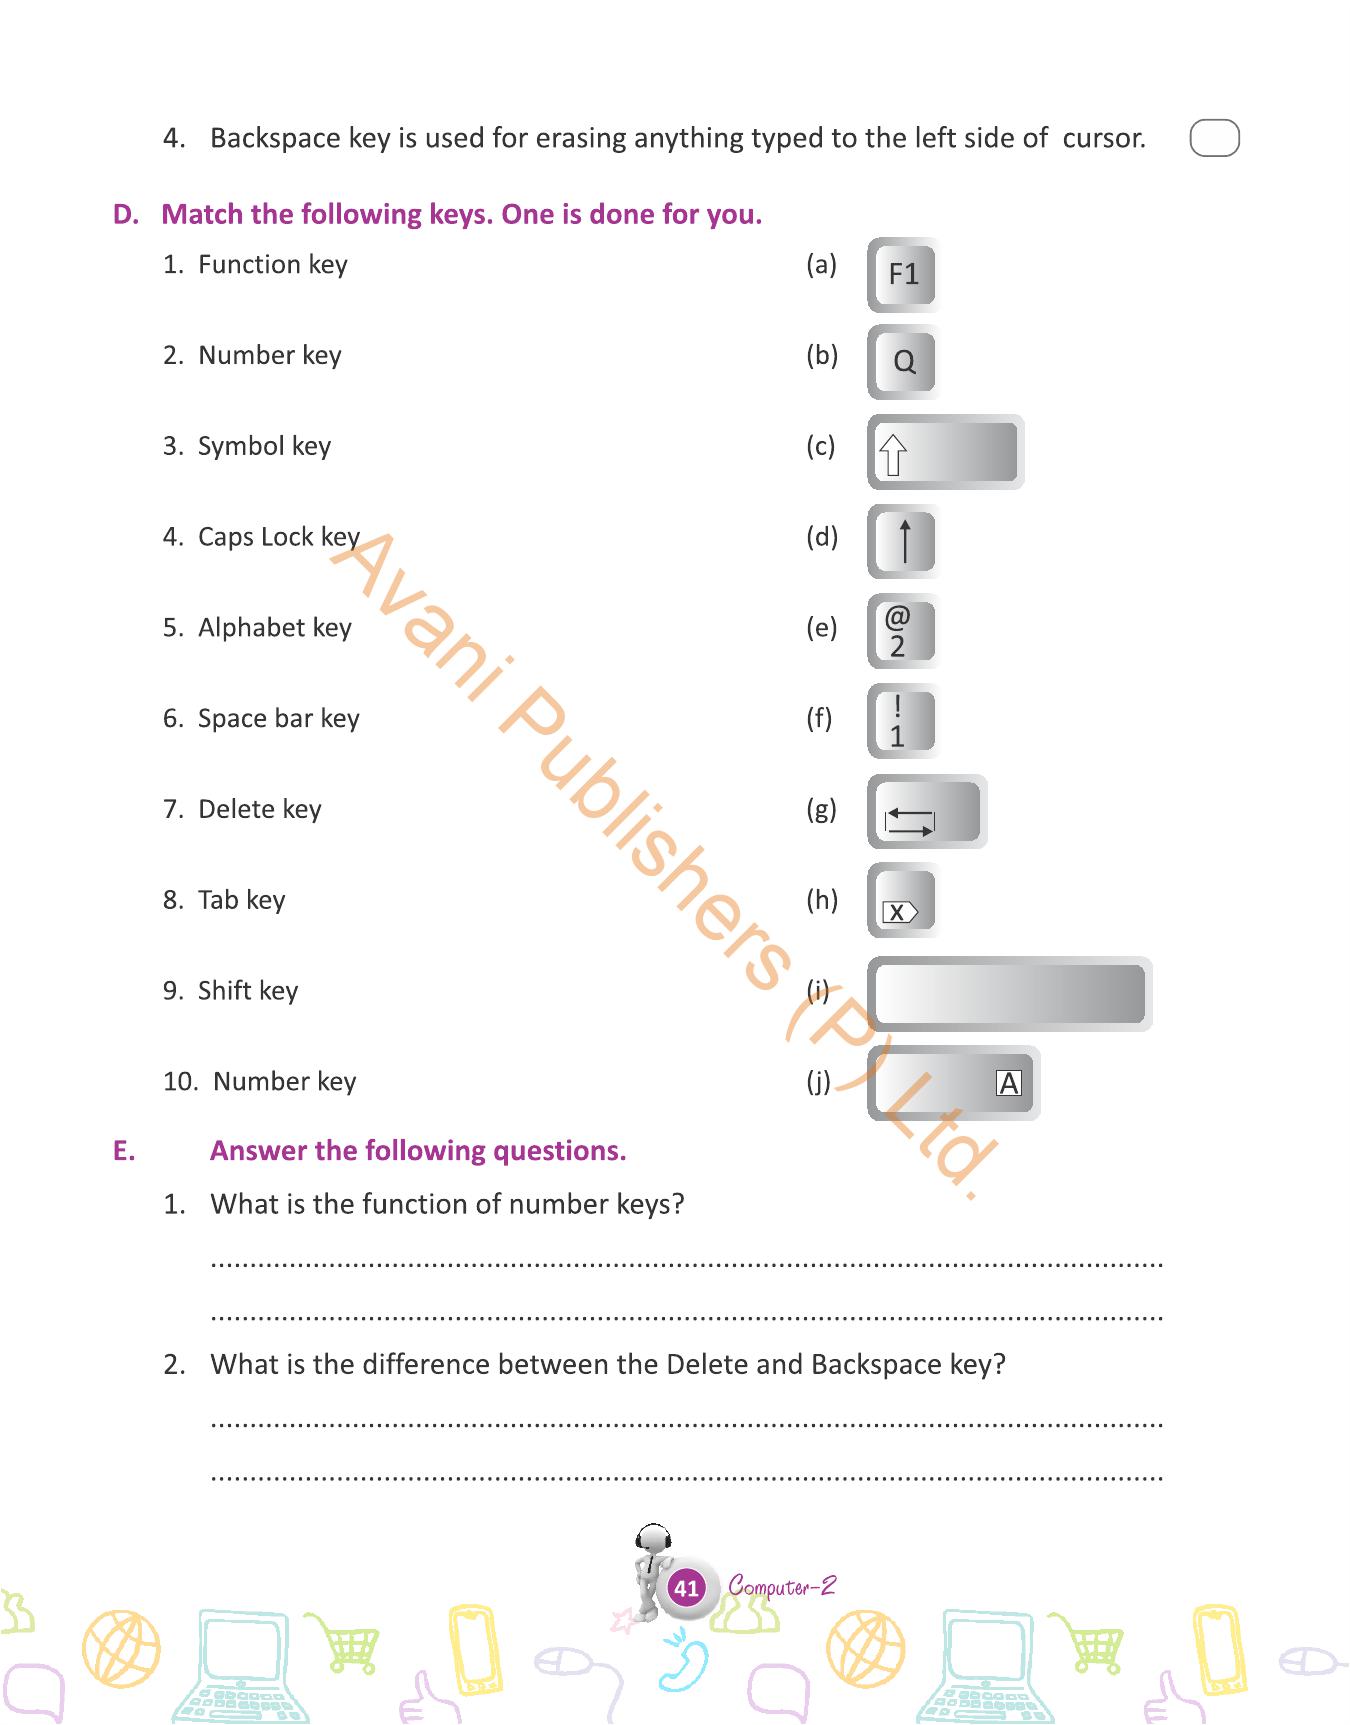 4. Backspace key is used for erasing anything typed to the left side of cursor.
D. Match the following keys. One is done for you.
1. Function key (a) F1
2. Number key (b) Q
3. Symbol key (c)
4. Caps Lock key (d)
5. Alphabet key (e) @ 2
6. Space bar key (f) ! 1
7. Delete key (g)
8. Tab key (h) X
9. Shift key (i)
10. Number key (j) A
E. Answer the following questions.
1. What is the function of number keys?
2. What is the difference between the Delete and Backspace key?
41 Computer-2
Avani Publishers (P) Ltd.